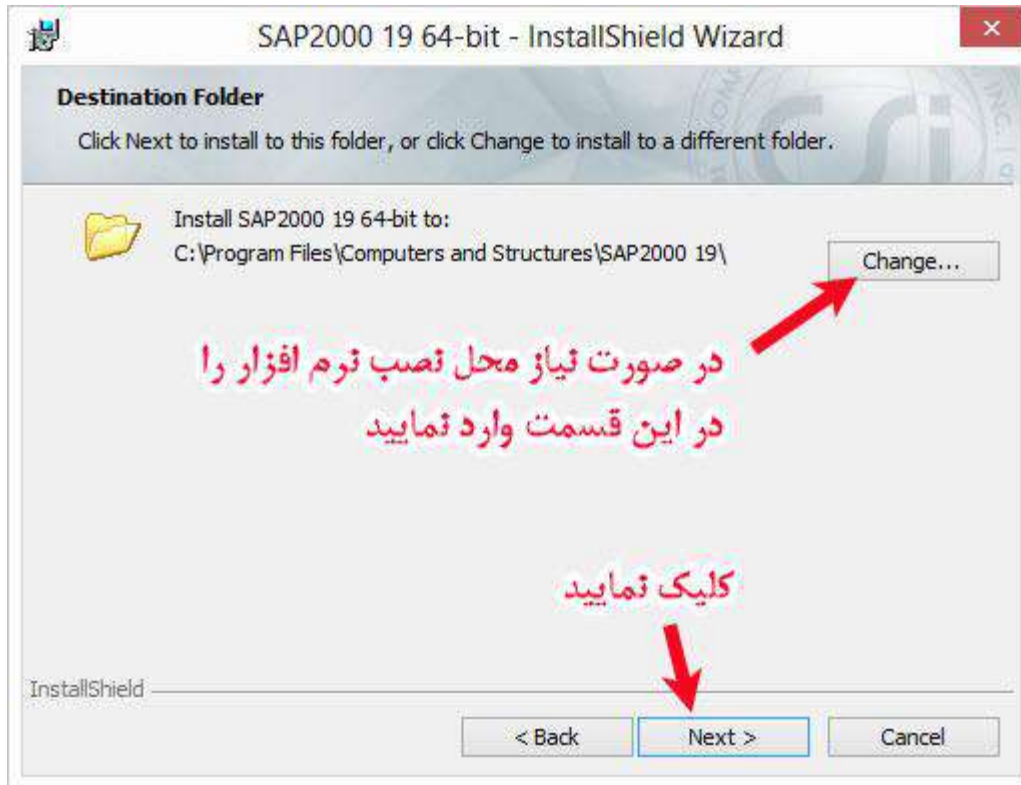 SAP2000 19 64-bit - InstallShield Wizard
Destination Folder
Click Next to install to this folder, or click Change to install to a different folder.
Install SAP2000 19 64-bit to:
C:\Program Files\Computers and Structures\SAP2000 19\
Change...
در صورت نیاز محل نصب نرم افزار را
در این قسمت وارد نمایید
کلیک نمایید
InstallShield
< Back
Next >
Cancel